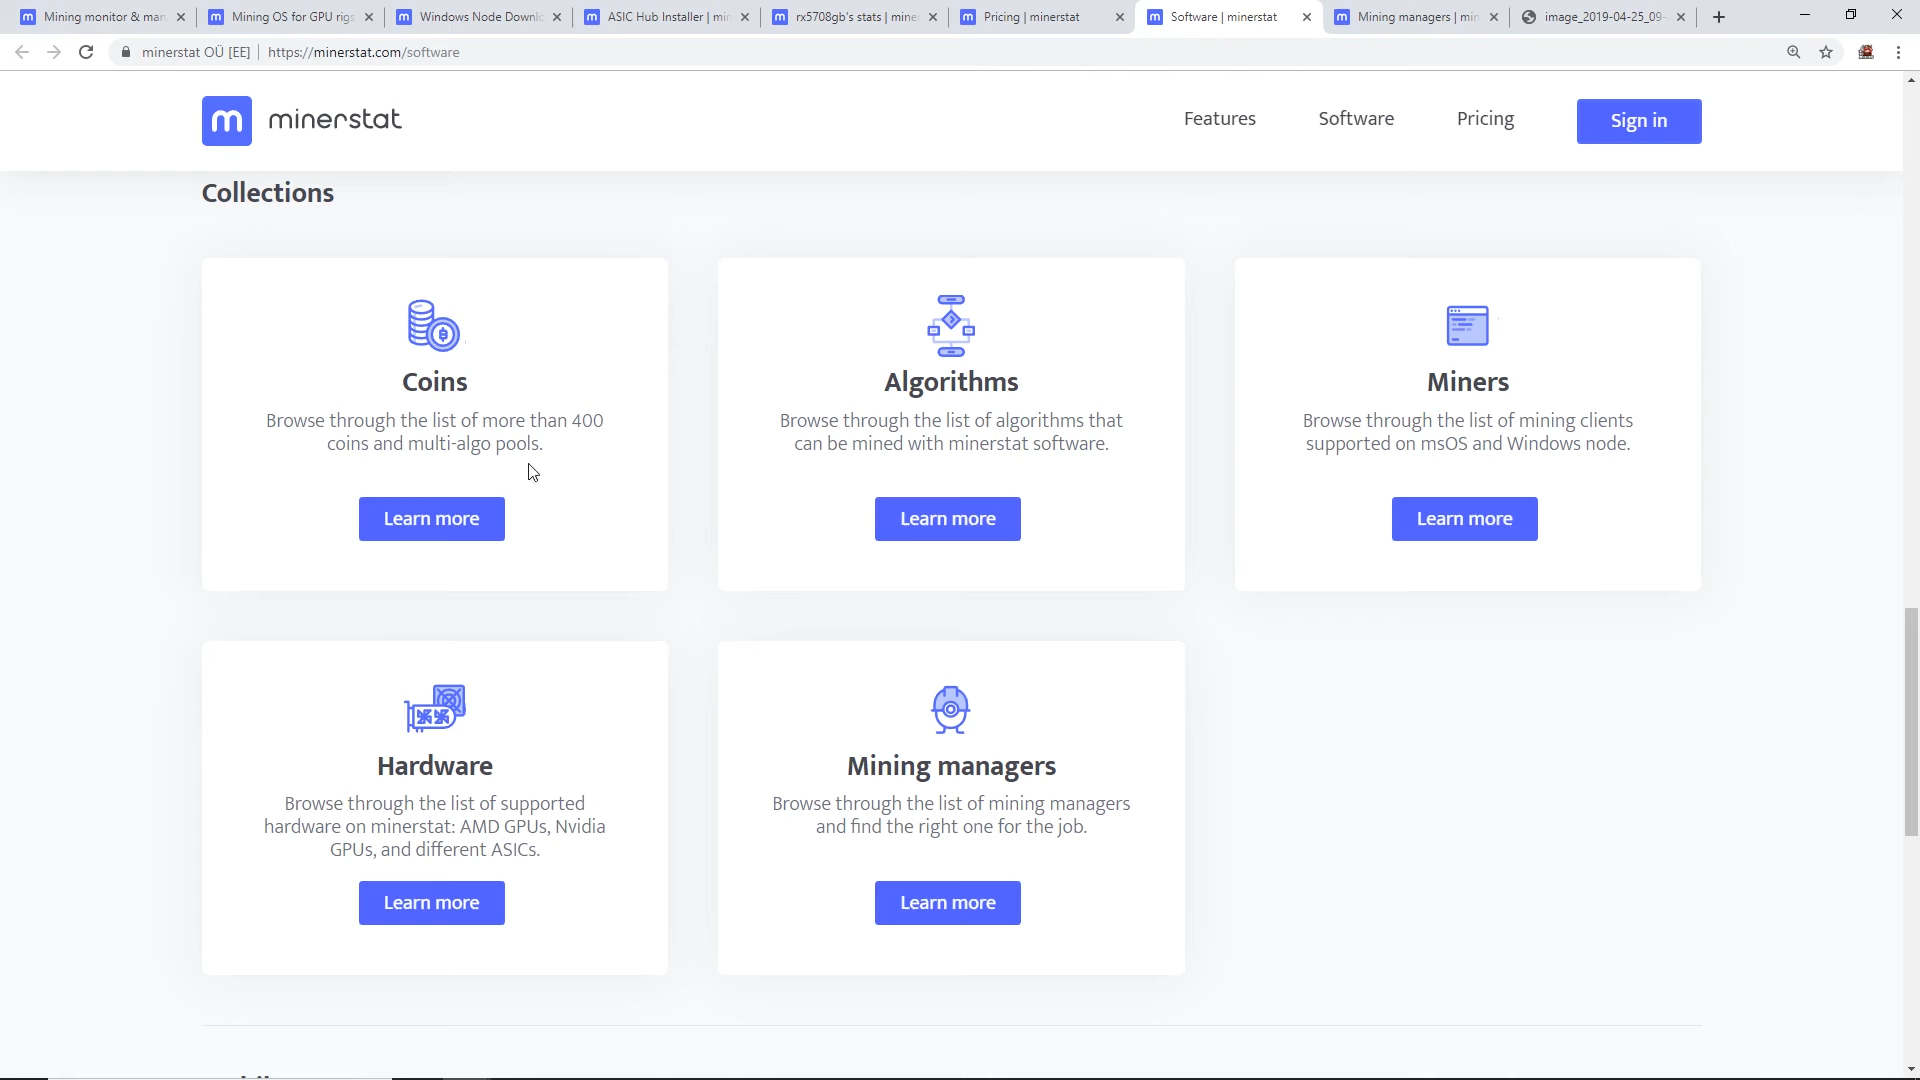 Mining monitor & man
Mining OS for GPU rigs
Windows Node Downlo
ASIC Hub Installer | min
rx5708gb's stats | miner
Pricing | minerstat
Software | minerstat
Mining managers | min
image_2019-04-25_09-
minerstat OÜ [EE]
https://minerstat.com/software
minerstat
Features
Software
Pricing
Sign in
Collections
Coins
Browse through the list of more than 400
coins and multi-algo pools.
Learn more
Algorithms
Browse through the list of algorithms that
can be mined with minerstat software.
Learn more
Miners
Browse through the list of mining clients
supported on msOS and Windows node.
Learn more
Hardware
Browse through the list of supported
hardware on minerstat: AMD GPUs, Nvidia
GPUs, and different ASICs.
Learn more
Mining managers
Browse through the list of mining managers
and find the right one for the job.
Learn more